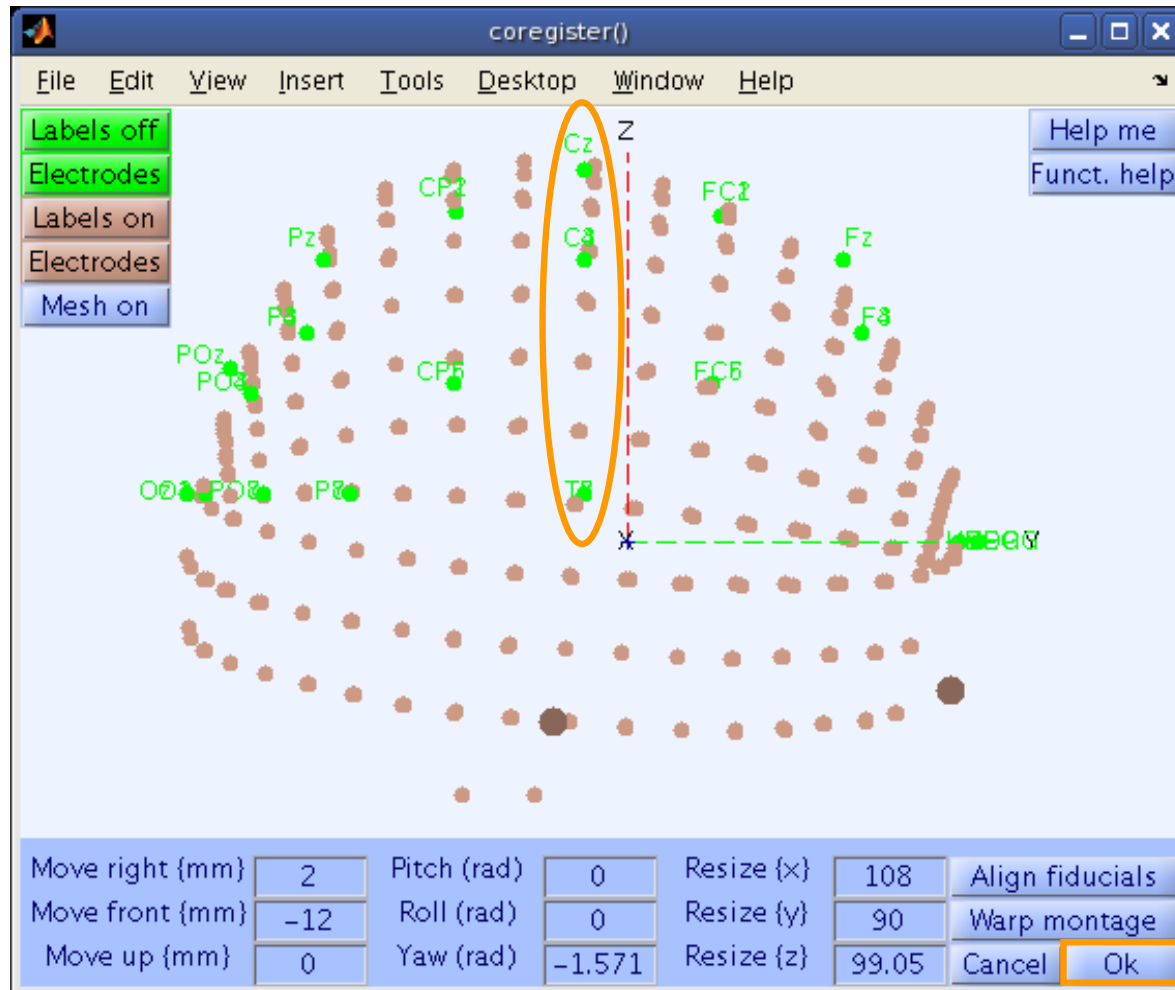 coregister()
File Edit View Insert Tools Desktop Window Help
Labels off
Electrodes
Labels on
Electrodes
Mesh on
Help me
Funct. help
Z
Cz
Pz
Fz
POz
X
Y
Move right {mm} 2 Pitch (rad) 0 Resize {x} 108 Align fiducials
Move front {mm} -12 Roll (rad) 0 Resize {y} 90 Warp montage
Move up {mm} 0 Yaw (rad) -1.571 Resize {z} 99.05 Cancel Ok